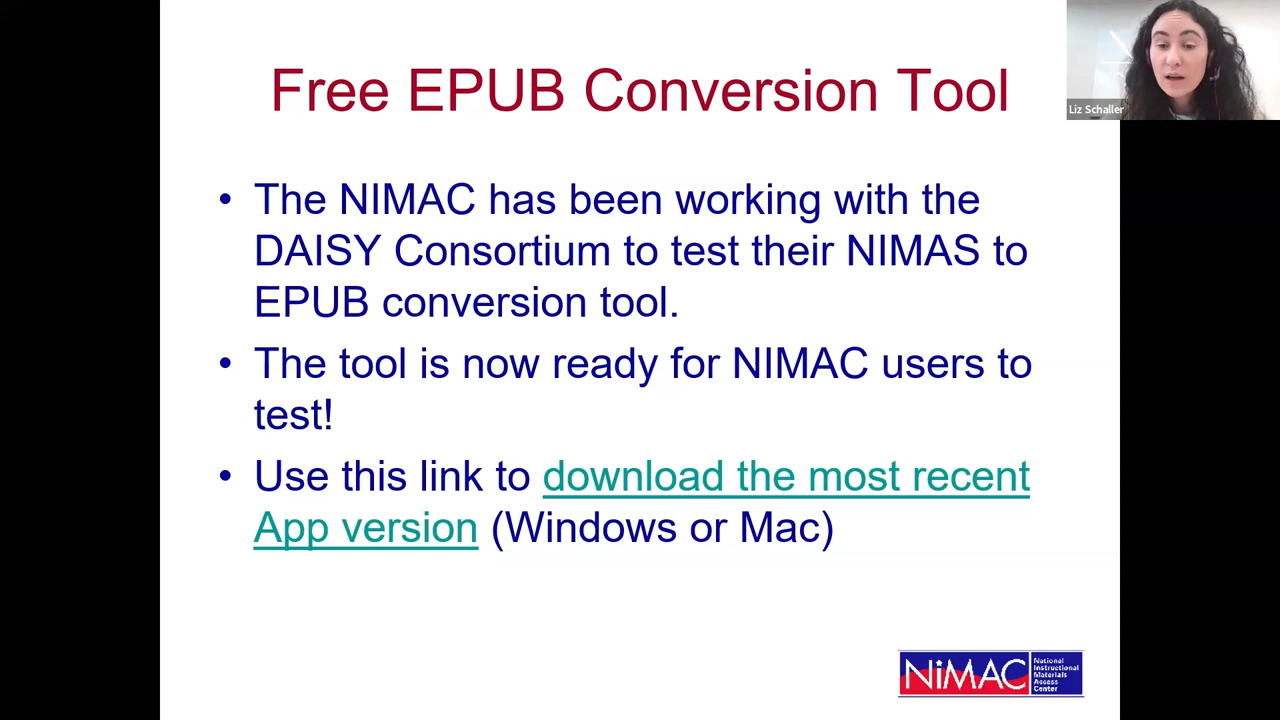 Free EPUB Conversion Tool
Liz Schaller
• The NIMAC has been working with the
DAISY Consortium to test their NIMAS to
EPUB conversion tool.
• The tool is now ready for NIMAC users to
test!
• Use this link to download the most recent
App version (Windows or Mac)
NIMAC
National
Instructional
Materials
Access
Center